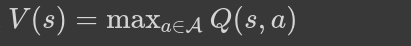 V(s) = max_{a∈𝒜} Q(s, a)